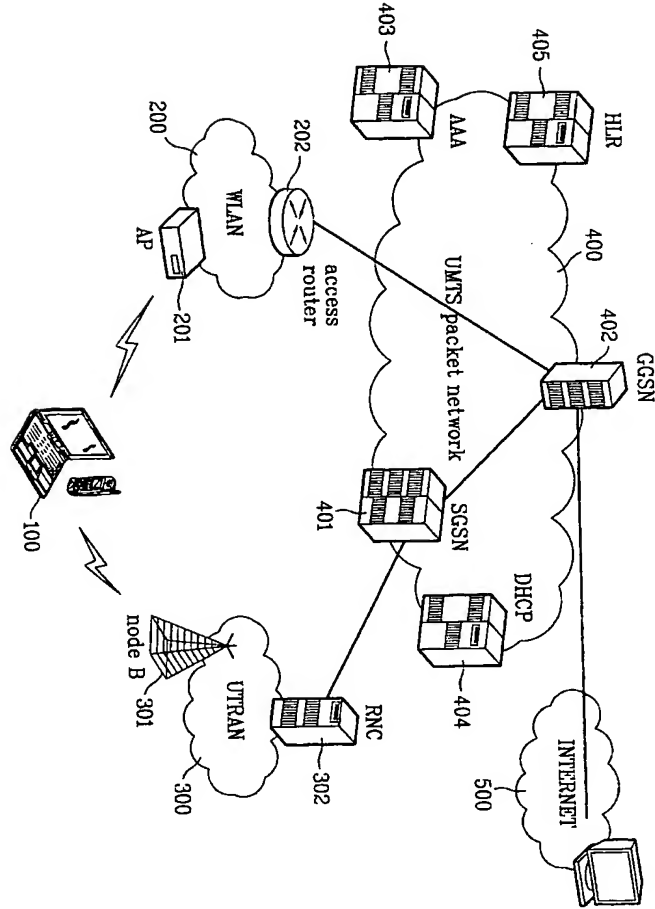 GGSN
HLR
402
400
INTERNET
405
500
DHCP
AAA
UMTS packet network
SGSN
404
403
401
RNC
access
router
302
202
UTRAN
WLAN
300
200
AP
node B
201
301
100